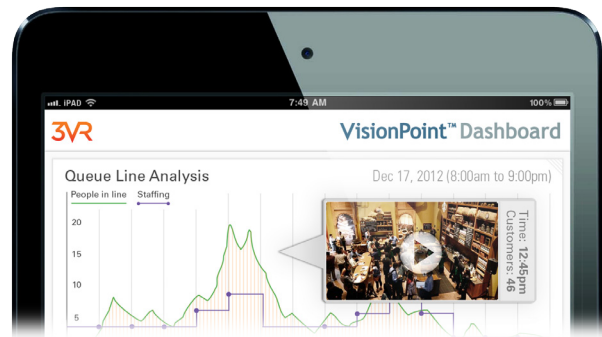 iPAD
7:49 AM
100%
3VR
VisionPoint™ Dashboard
Queue Line Analysis
Dec 17, 2012 (8:00am to 9:00pm)
People in line
Staffing
20
15
10
5
Time: 12:45pm
Customers: 46